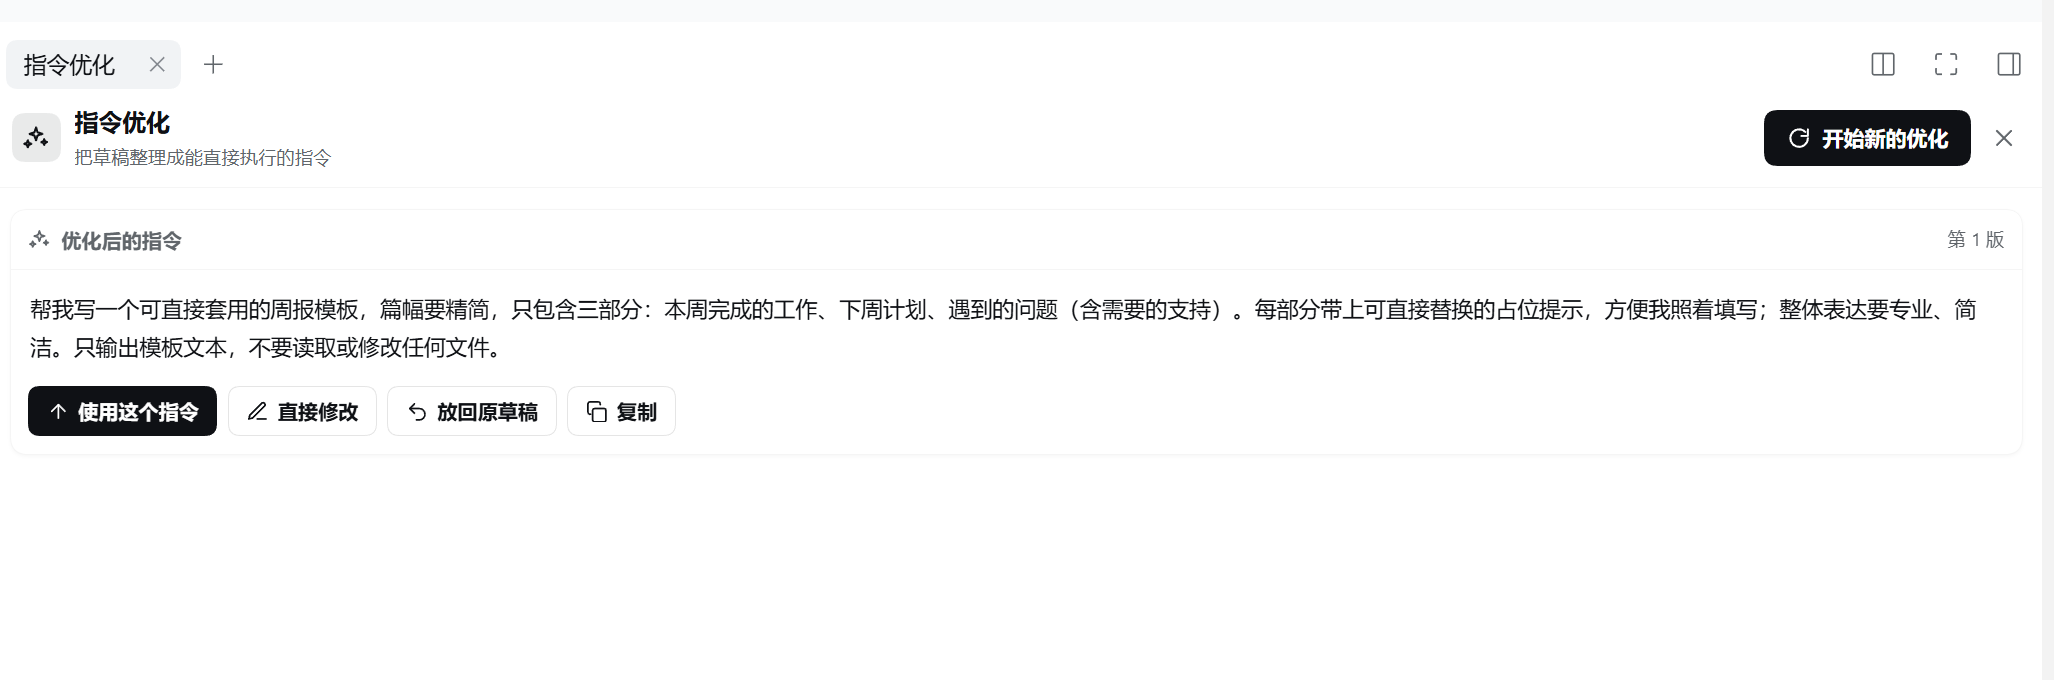 指令优化
指令优化
把草稿整理成能直接执行的指令
开始新的优化
优化后的指令
第 1 版
帮我写一个可直接套用的周报模板，篇幅要精简，只包含三部分：本周完成的工作、下周计划、遇到的问题（含需要的支持）。每部分带上可直接替换的占位提示，方便我照着填写；整体表达要专业、简
洁。只输出模板文本，不要读取或修改任何文件。
使用这个指令
直接修改
放回原草稿
复制